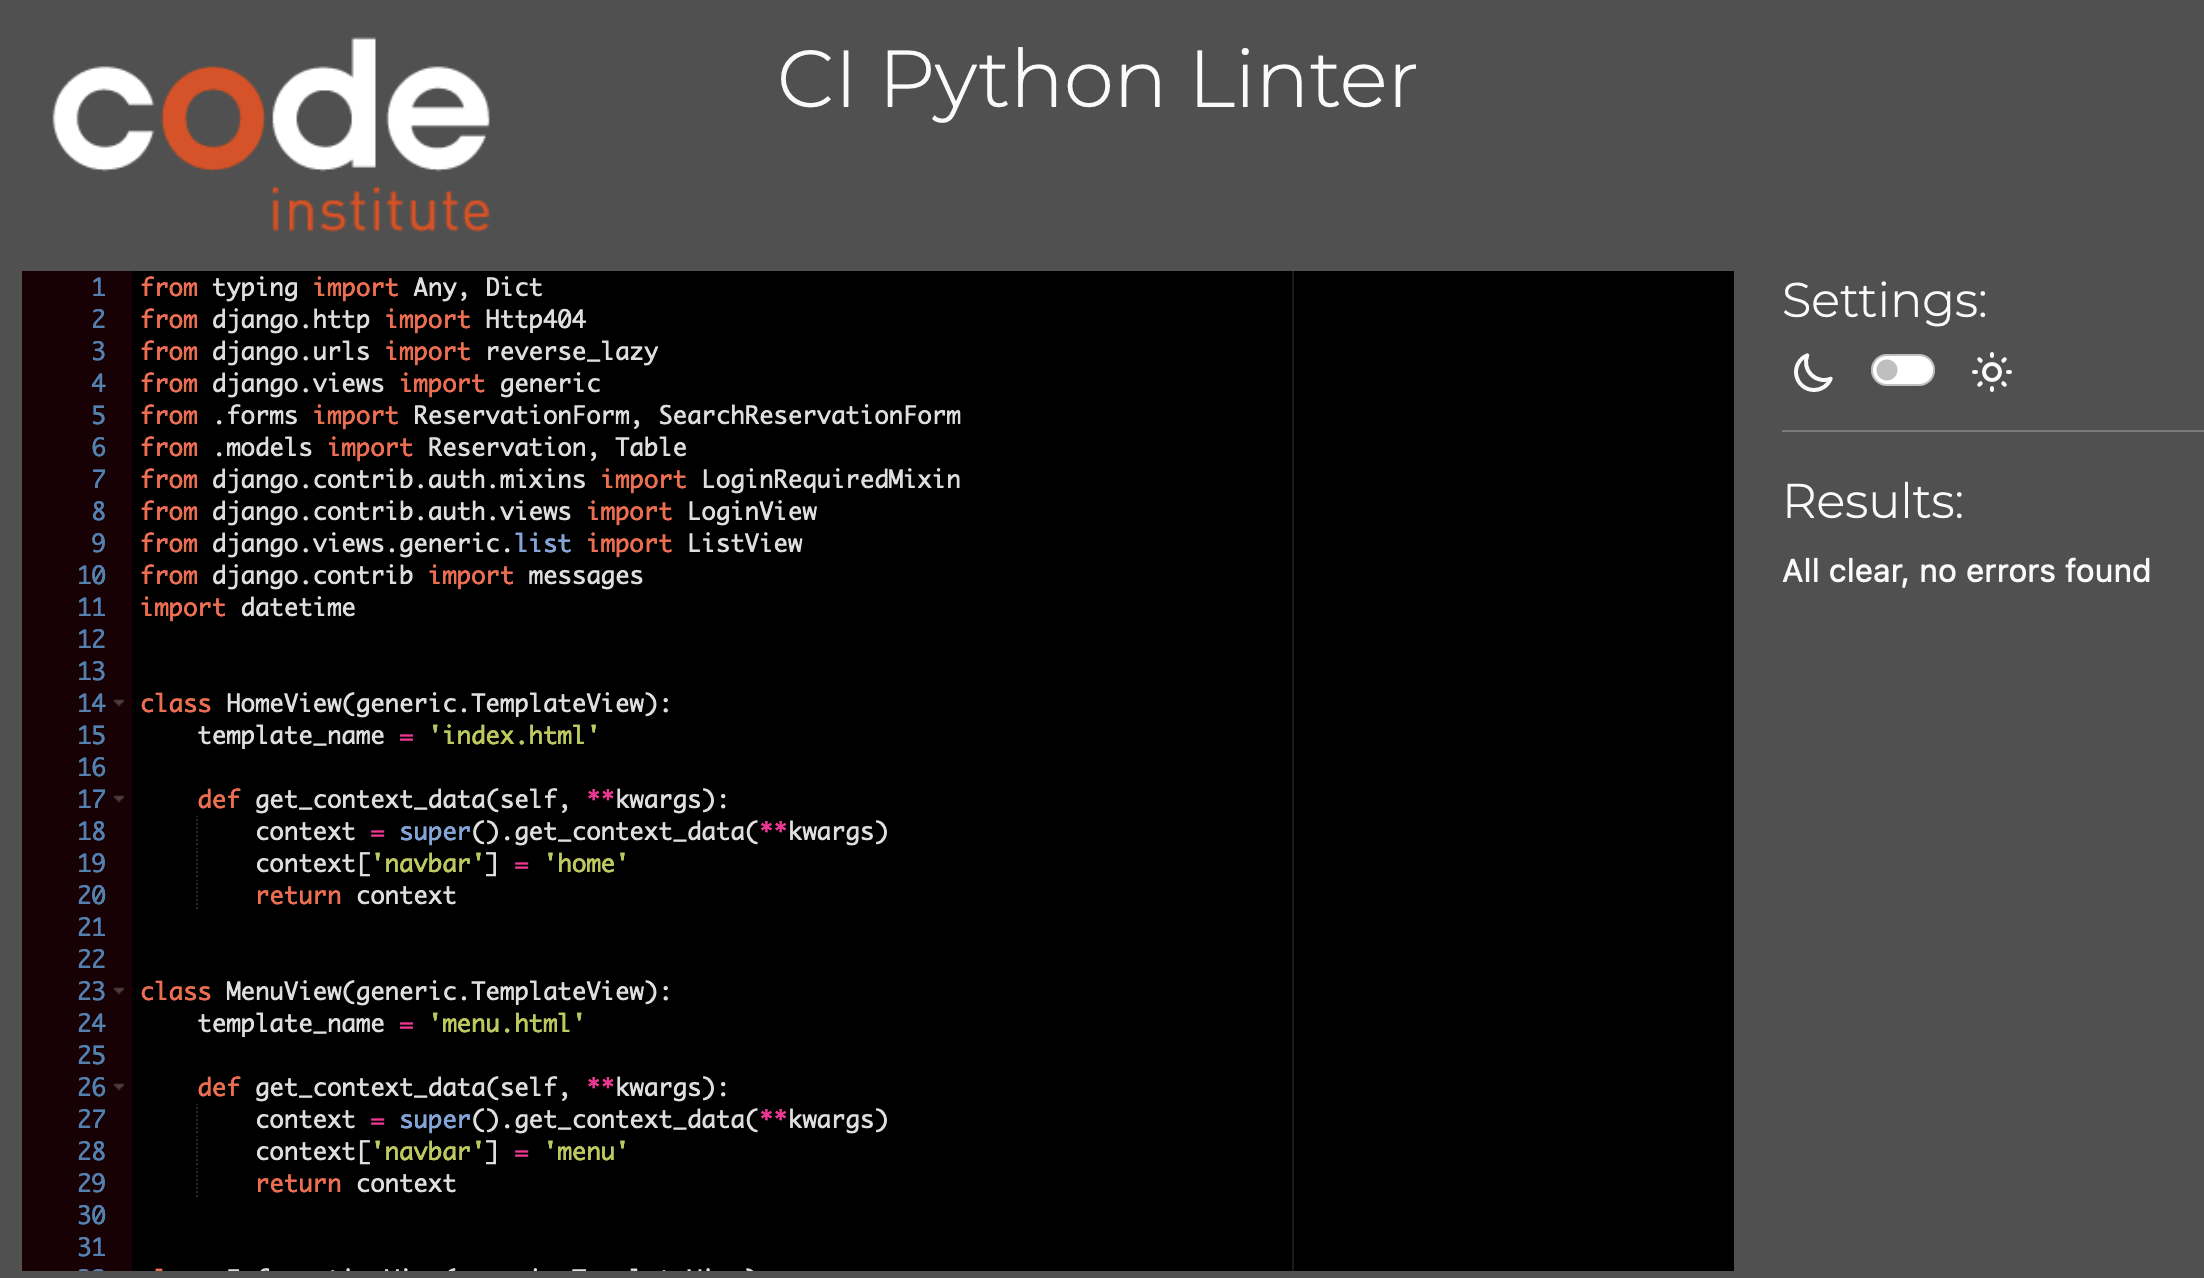 code
institute
CI Python Linter
1 from typing import Any, Dict
2 from django.http import Http404
3 from django.urls import reverse_lazy
4 from django.views import generic
5 from .forms import ReservationForm, SearchReservationForm
6 from .models import Reservation, Table
7 from django.contrib.auth.mixins import LoginRequiredMixin
8 from django.contrib.auth.views import LoginView
9 from django.views.generic.list import ListView
10 from django.contrib import messages
11 import datetime
12
13
14 class HomeView(generic.TemplateView):
15     template_name = 'index.html'
16
17     def get_context_data(self, **kwargs):
18         context = super().get_context_data(**kwargs)
19         context['navbar'] = 'home'
20         return context
21
22
23 class MenuView(generic.TemplateView):
24     template_name = 'menu.html'
25
26     def get_context_data(self, **kwargs):
27         context = super().get_context_data(**kwargs)
28         context['navbar'] = 'menu'
29         return context
30
31
Settings:
Results:
All clear, no errors found